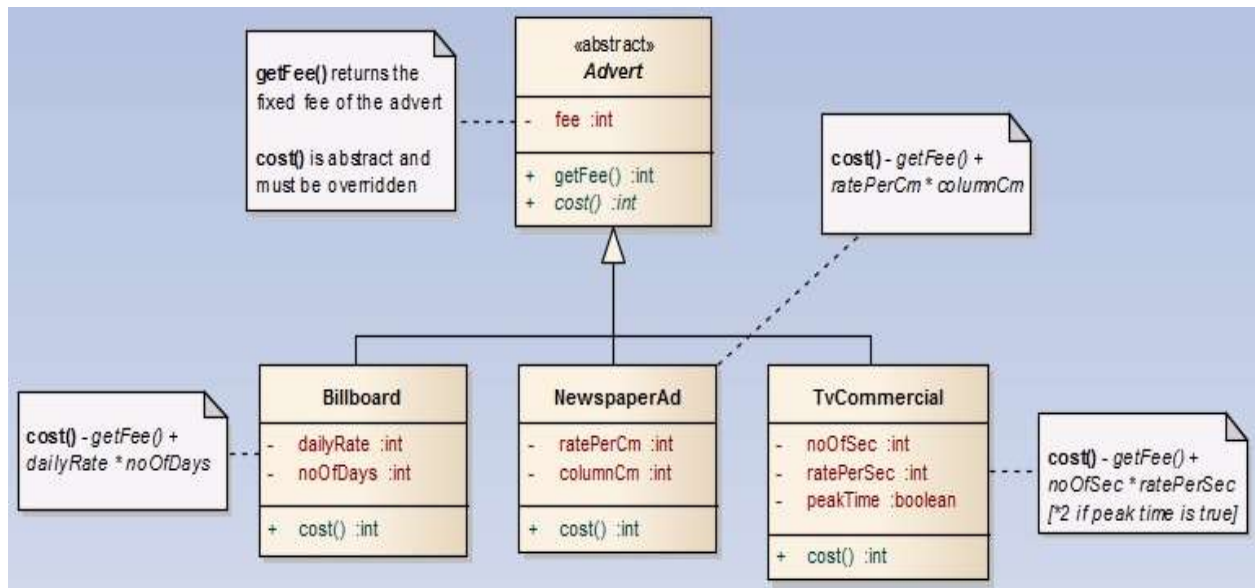 getFee() returns the
fixed fee of the advert
cost() is abstract and
must be overridden
«abstract»
Advert
- fee :int
+ getFee() :int
+ cost() :int
cost() - getFee() +
ratePerCm * columnCm
cost() - getFee() +
dailyRate * noOfDays
Billboard
- dailyRate :int
- noOfDays :int
+ cost() :int
NewspaperAd
- ratePerCm :int
- columnCm :int
+ cost() :int
TvCommercial
- noOfSec :int
- ratePerSec :int
- peakTime :boolean
+ cost() :int
cost() - getFee() +
noOfSec * ratePerSec
[*2 if peak time is true]